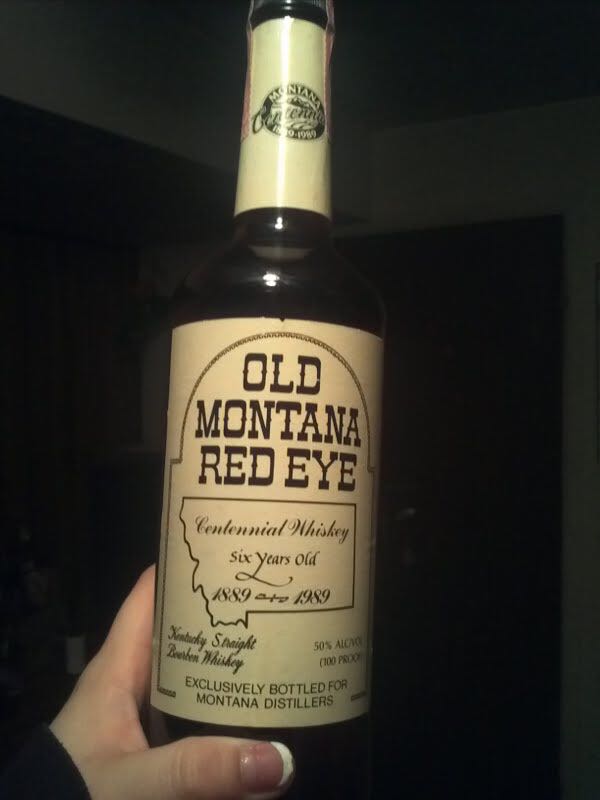 MONTANA
Centennial
1889-1989
OLD
MONTANA
RED EYE
Centennial Whiskey
Six Years Old
1889 1989
Kentucky Straight
Bourbon Whiskey
50% ALC/VOL
(100 PROOF)
EXCLUSIVELY BOTTLED FOR
MONTANA DISTILLERS